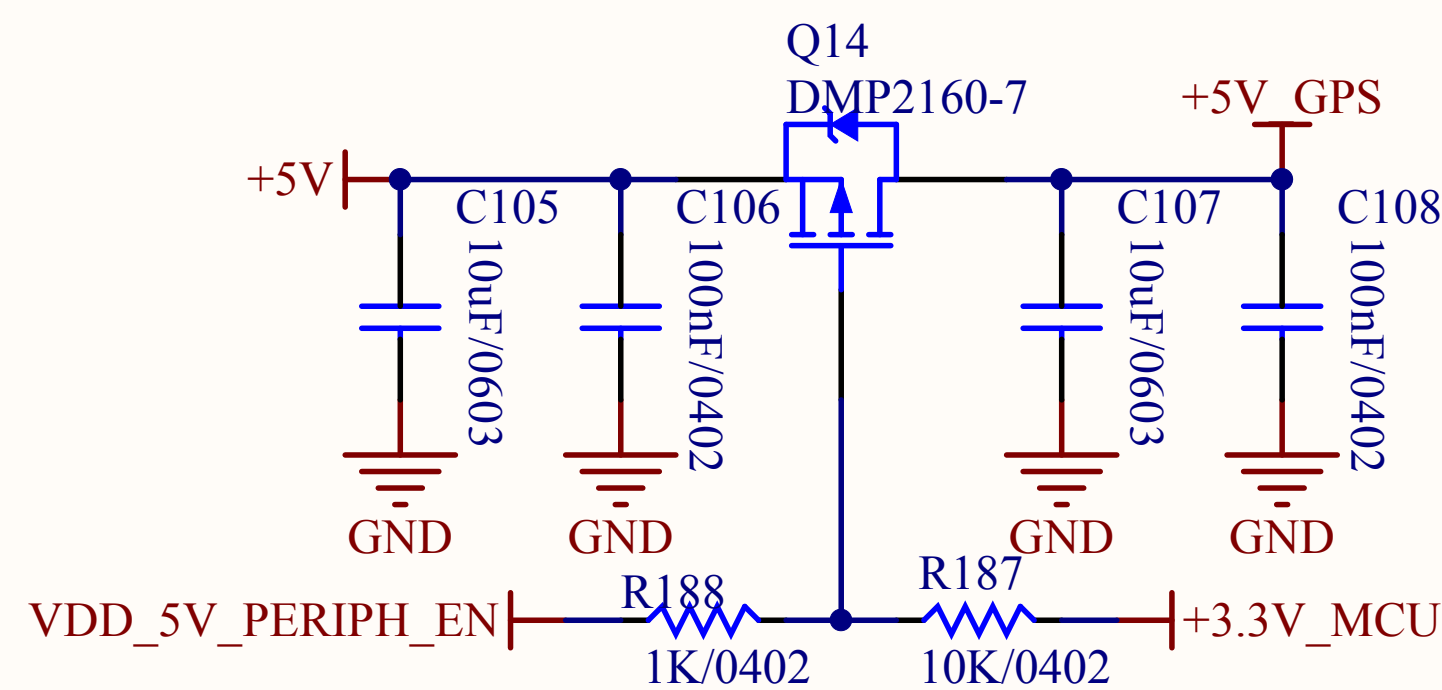 Q14
DMP2160-7
+5V_GPS
+5V
C105
C106
C107
C108
10uF/0603
100nF/0402
10uF/0603
100nF/0402
GND
GND
GND
GND
R188
R187
VDD_5V_PERIPH_EN
+3.3V_MCU
1K/0402
10K/0402